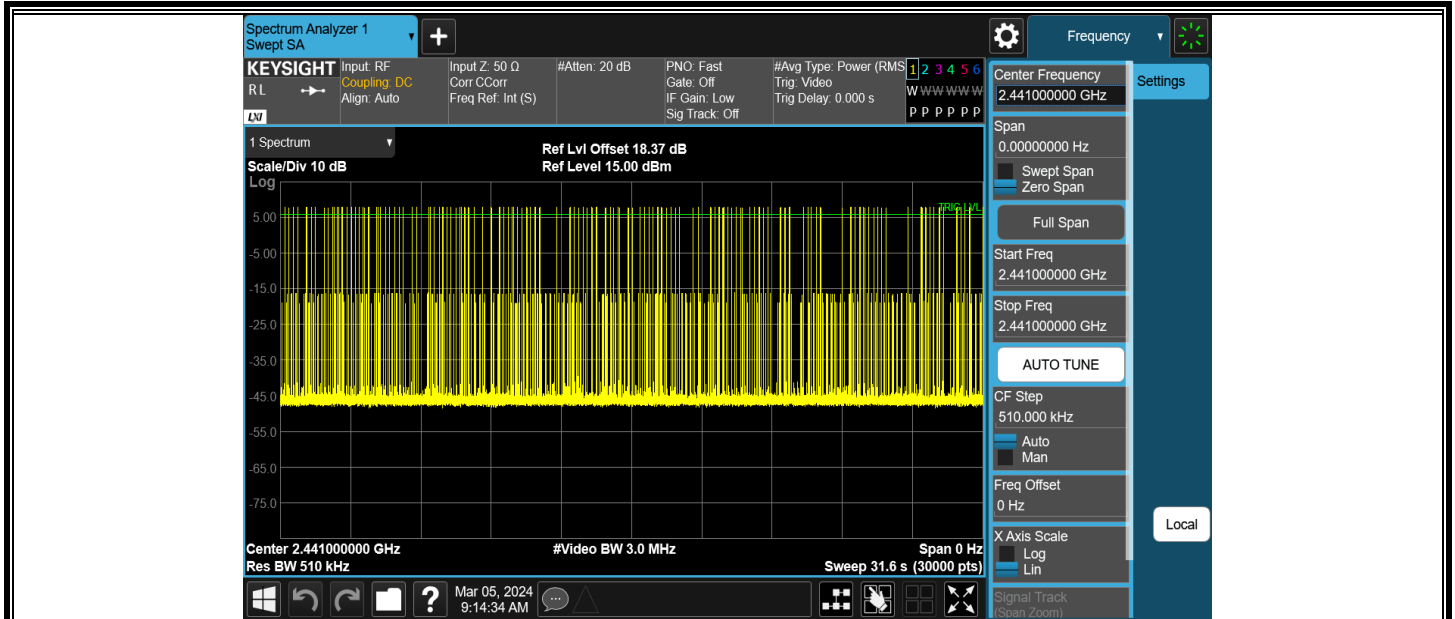 Spectrum Analyzer 1
Swept SA
+
Frequency
KEYSIGHT
RL
LXI
Input: RF
Coupling: DC
Align: Auto
Input Z: 50 Ω
Corr CCorr
Freq Ref: Int (S)
#Atten: 20 dB
PNO: Fast
Gate: Off
IF Gain: Low
Sig Track: Off
#Avg Type: Power (RMS
Trig: Video
Trig Delay: 0.000 s
1 2 3 4 5 6
W W W W W W
P P P P P P
1 Spectrum
Scale/Div 10 dB
Log
Ref Lvl Offset 18.37 dB
Ref Level 15.00 dBm
TRIG LVL
5.00
-5.00
-15.0
-25.0
-35.0
-45.0
-55.0
-65.0
-75.0
Center 2.441000000 GHz
Res BW 510 kHz
#Video BW 3.0 MHz
Span 0 Hz
Sweep 31.6 s (30000 pts)
?
Mar 05, 2024
9:14:34 AM
Center Frequency
2.441000000 GHz
Span
0.00000000 Hz
Swept Span
Zero Span
Full Span
Start Freq
2.441000000 GHz
Stop Freq
2.441000000 GHz
AUTO TUNE
CF Step
510.000 kHz
Auto
Man
Freq Offset
0 Hz
X Axis Scale
Log
Lin
Signal Track
(Span Zoom)
Settings
Local